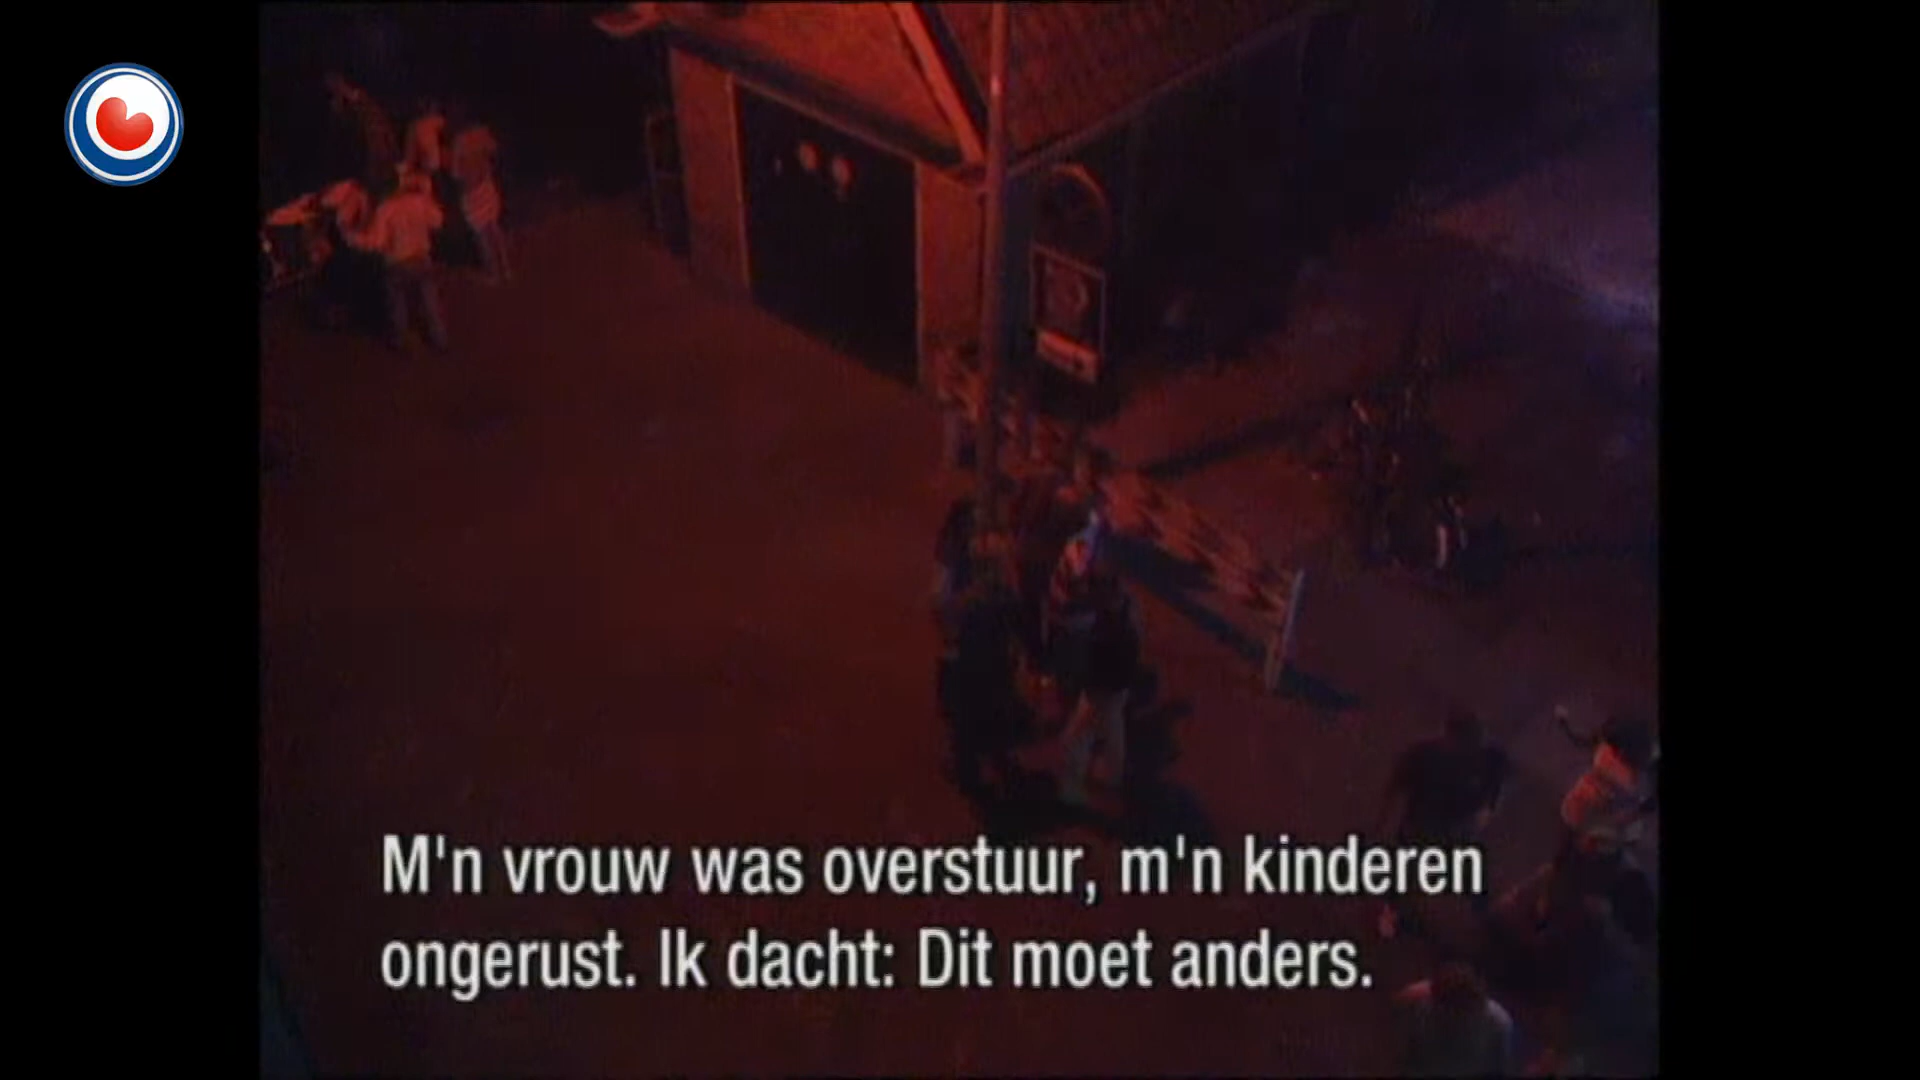 M'n vrouw was overstuur, m'n kinderen
ongerust. Ik dacht: Dit moet anders.